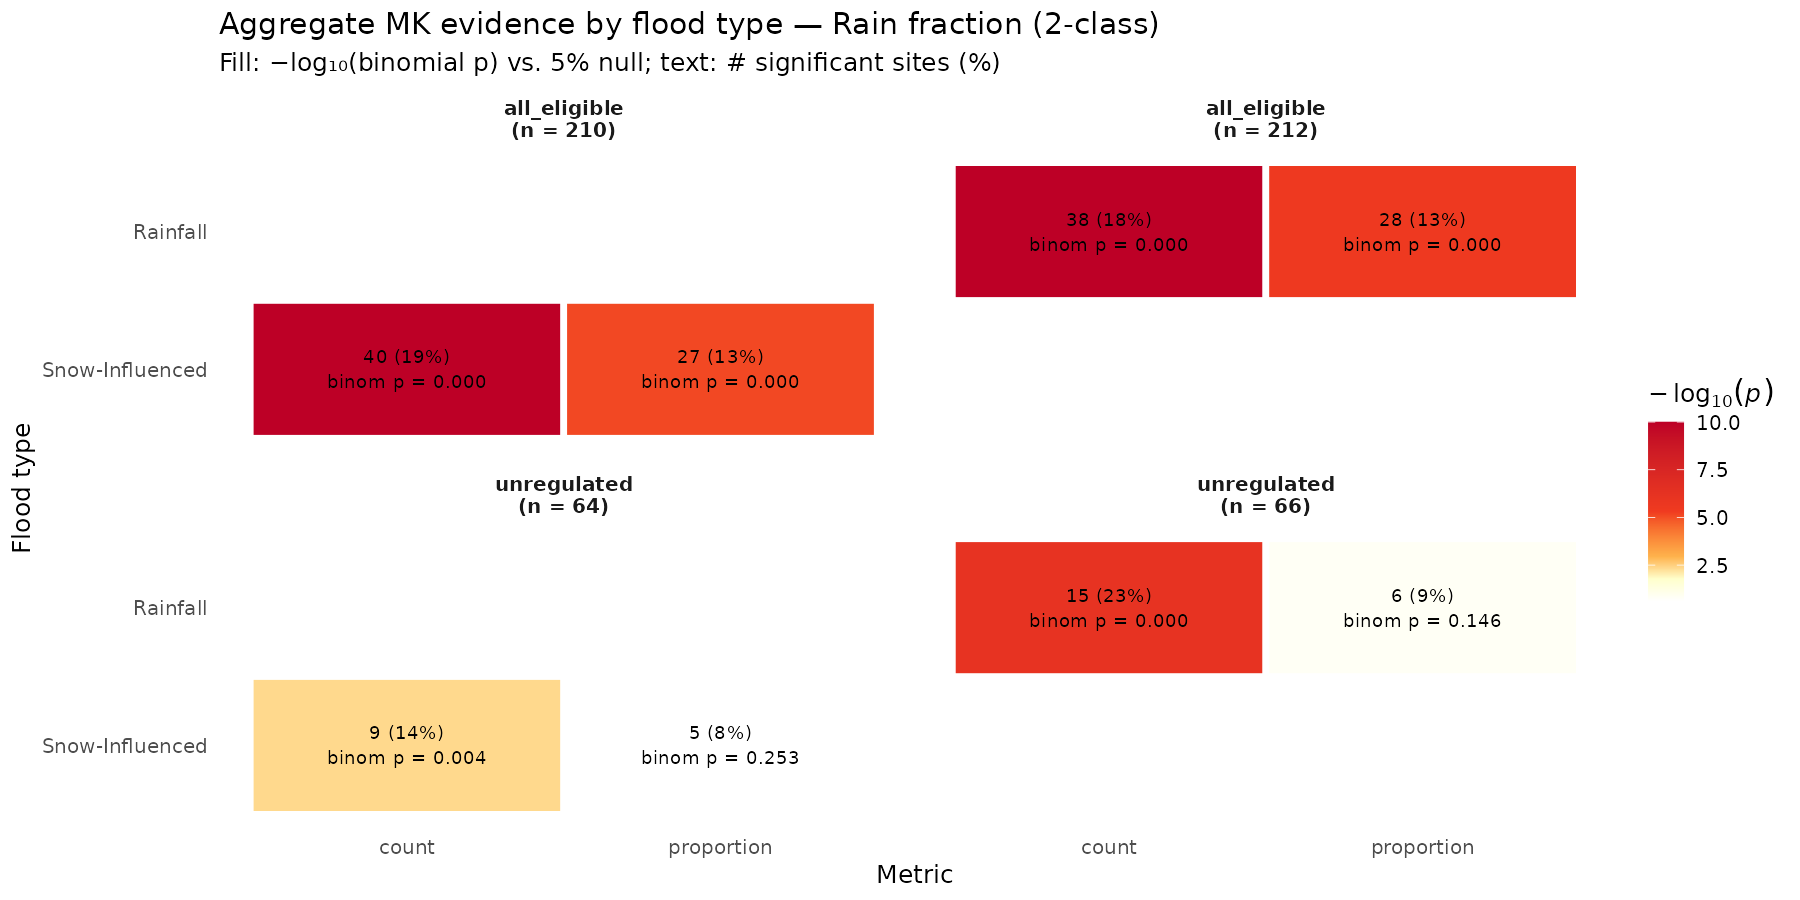 Aggregate MK evidence by flood type — Rain fraction (2-class)
Fill: −log₁₀(binomial p) vs. 5% null; text: # significant sites (%)
all_eligible
(n = 210)
all_eligible
(n = 212)
Rainfall
38 (18%)
binom p = 0.000
28 (13%)
binom p = 0.000
Snow-Influenced
40 (19%)
binom p = 0.000
27 (13%)
binom p = 0.000
unregulated
(n = 64)
unregulated
(n = 66)
Rainfall
15 (23%)
binom p = 0.000
6 (9%)
binom p = 0.146
Snow-Influenced
9 (14%)
binom p = 0.004
5 (8%)
binom p = 0.253
count
proportion
count
proportion
Metric
Flood type
− log₁₀(p)
10.0
7.5
5.0
2.5